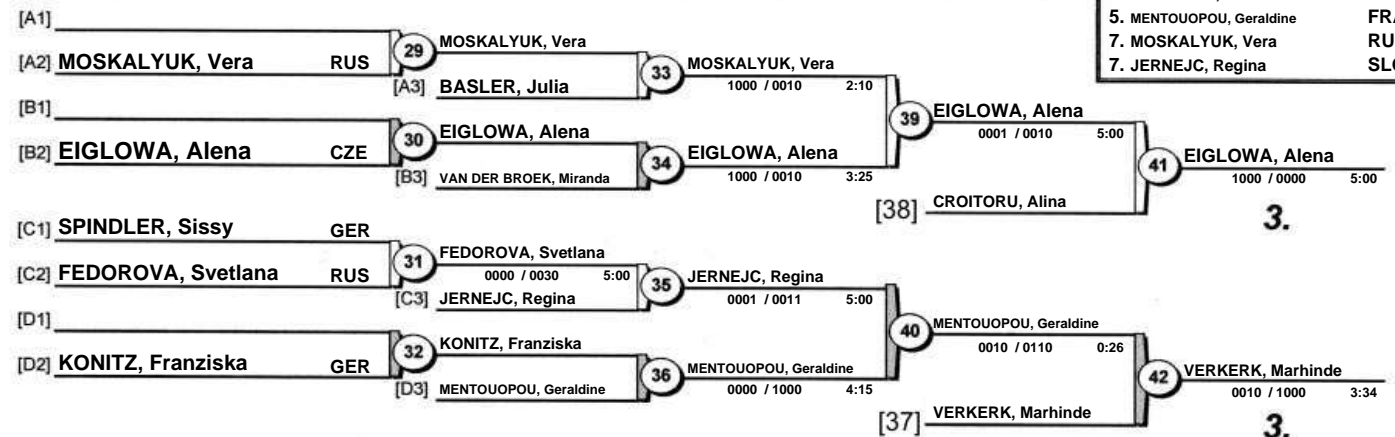 5. MENTOUOPOU, Geraldine FRA
7. MOSKALYUK, Vera RU
7. JERNEJC, Regina SL
[A1]
[A2] MOSKALYUK, Vera RUS
29
MOSKALYUK, Vera
[A3] BASLER, Julia
33
MOSKALYUK, Vera
1000 / 0010 2:10
[B1]
[B2] EIGLOWA, Alena CZE
30
EIGLOWA, Alena
[B3] VAN DER BROEK, Miranda
34
EIGLOWA, Alena
1000 / 0010 3:25
39
EIGLOWA, Alena
0001 / 0010 5:00
[38] CROITORU, Alina
41
EIGLOWA, Alena
1000 / 0000 5:00
3.
[C1] SPINDLER, Sissy GER
[C2] FEDOROVA, Svetlana RUS
31
FEDOROVA, Svetlana
0000 / 0030 5:00
[C3] JERNEJC, Regina
35
JERNEJC, Regina
0001 / 0011 5:00
[D1]
[D2] KONITZ, Franziska GER
32
KONITZ, Franziska
[D3] MENTOUOPOU, Geraldine
36
MENTOUOPOU, Geraldine
0000 / 1000 4:15
40
MENTOUOPOU, Geraldine
0010 / 0110 0:26
[37] VERKERK, Marhinde
42
VERKERK, Marhinde
0010 / 1000 3:34
3.